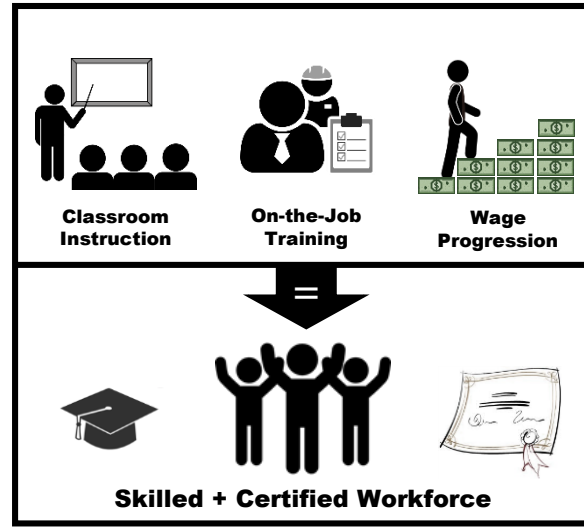 Classroom
Instruction
On-the-Job
Training
Wage
Progression
=
Skilled + Certified Workforce